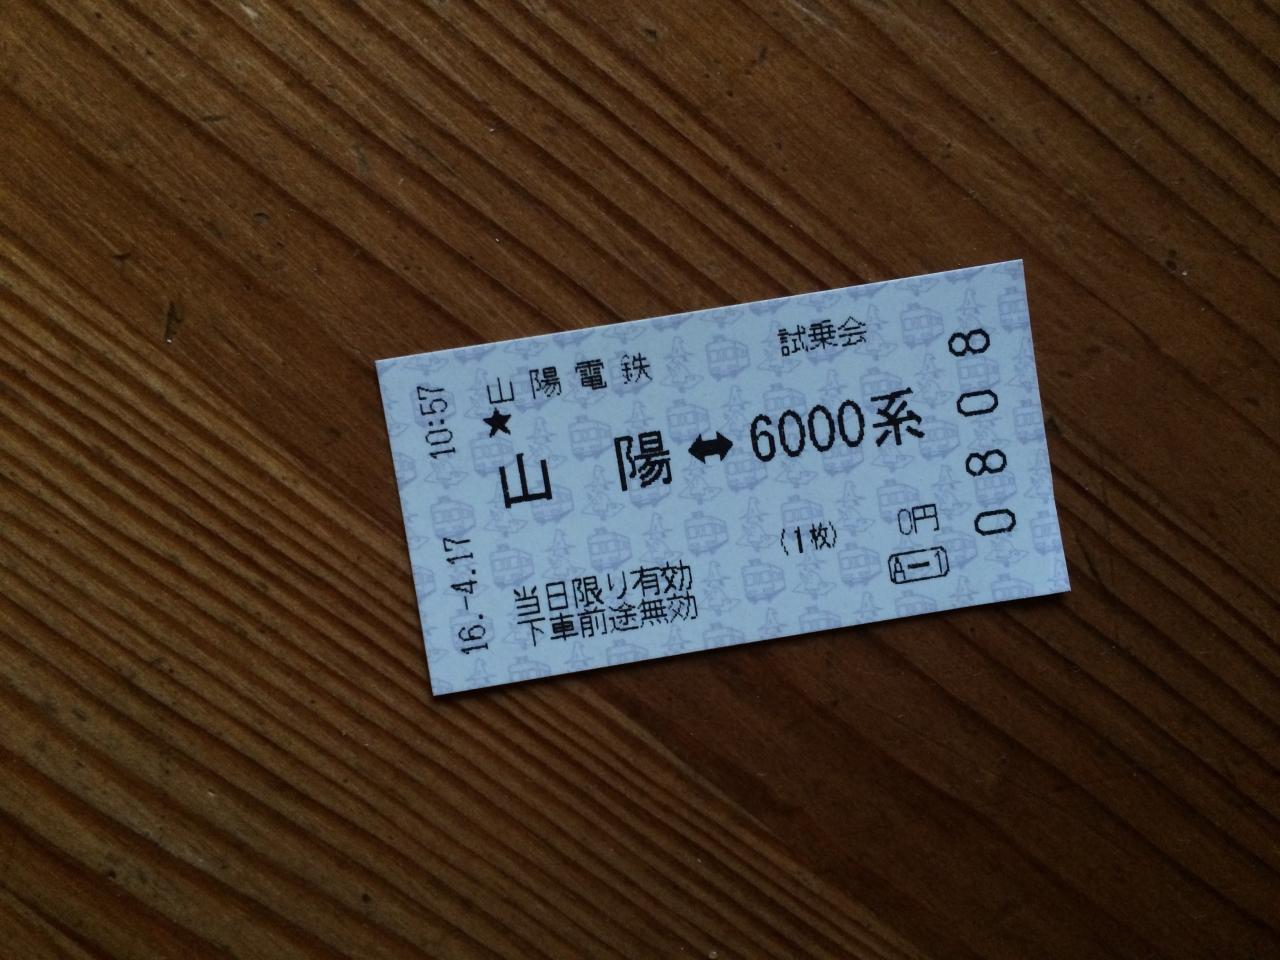 試乗会
★山陽電鉄
山 陽 ↔ 6000系
(1枚) 0円
A-1
当日限り有効
下車前途無効
16.-4.17 10:57
0808